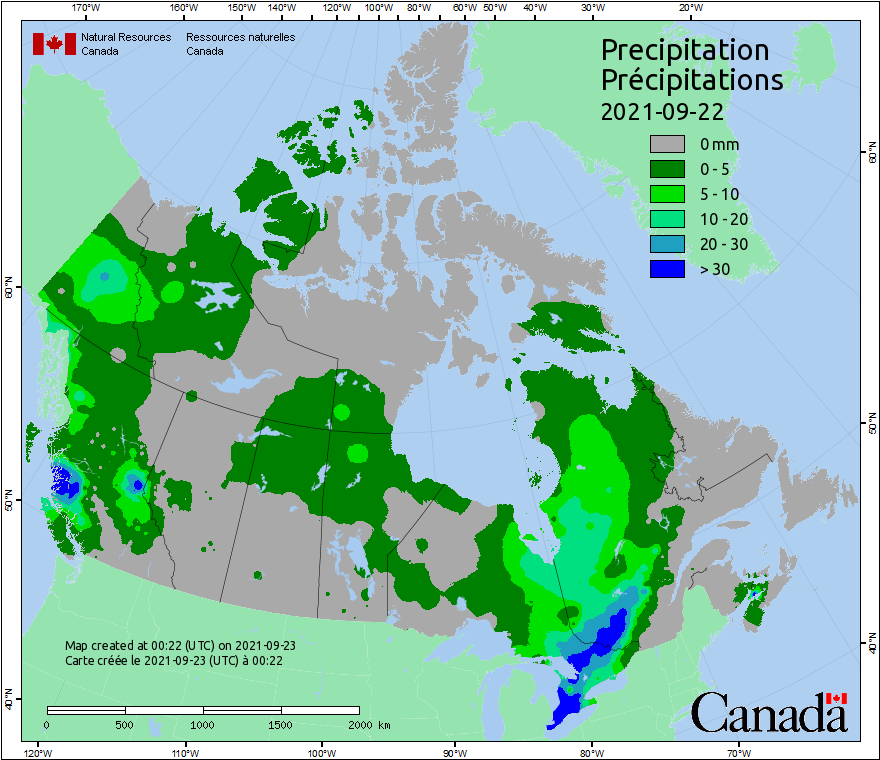 170°W 160°W 150°W 140°W 120°W 100°W 80°W 60°W 50°W 40°W 30°W 20°W
Natural Resources Ressources naturelles
Canada Canada
Precipitation
Précipitations
2021-09-22
0 mm
0 - 5
5 - 10
10 - 20
20 - 30
> 30
60°N
60°N
50°N
50°N
40°N
40°N
Map created at 00:22 (UTC) on 2021-09-23
Carte créée le 2021-09-23 (UTC) à 00:22
0 500 1000 1500 2000 km
Canada
120°W 110°W 100°W 90°W 80°W 70°W